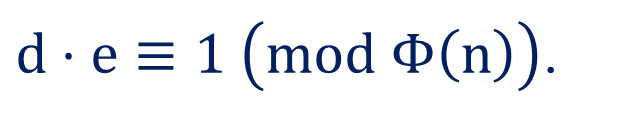 d · e ≡ 1 (mod Φ(n)).